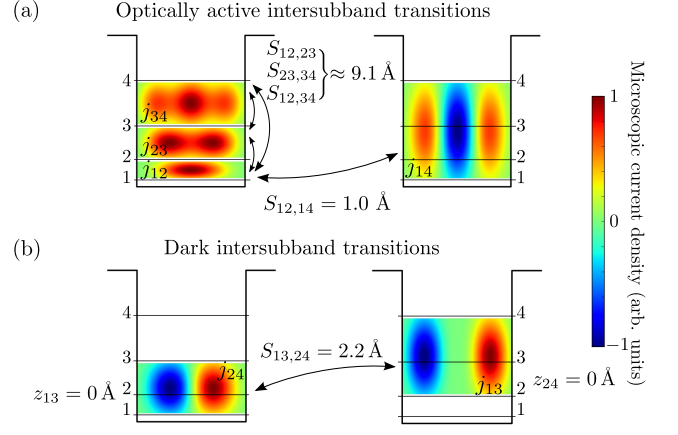 (a)
Optically active intersubband transitions
S12,23
S23,34
S12,34
≈ 9.1 Å
4
3
2
1
j34
j23
j12
4
3
2
1
j14
S12,14 = 1.0 Å
1
0
−1
Microscopic current density (arb. units)
(b)
Dark intersubband transitions
4
3
2
1
j24
z13 = 0 Å
S13,24 = 2.2 Å
4
3
2
1
j13
z24 = 0 Å